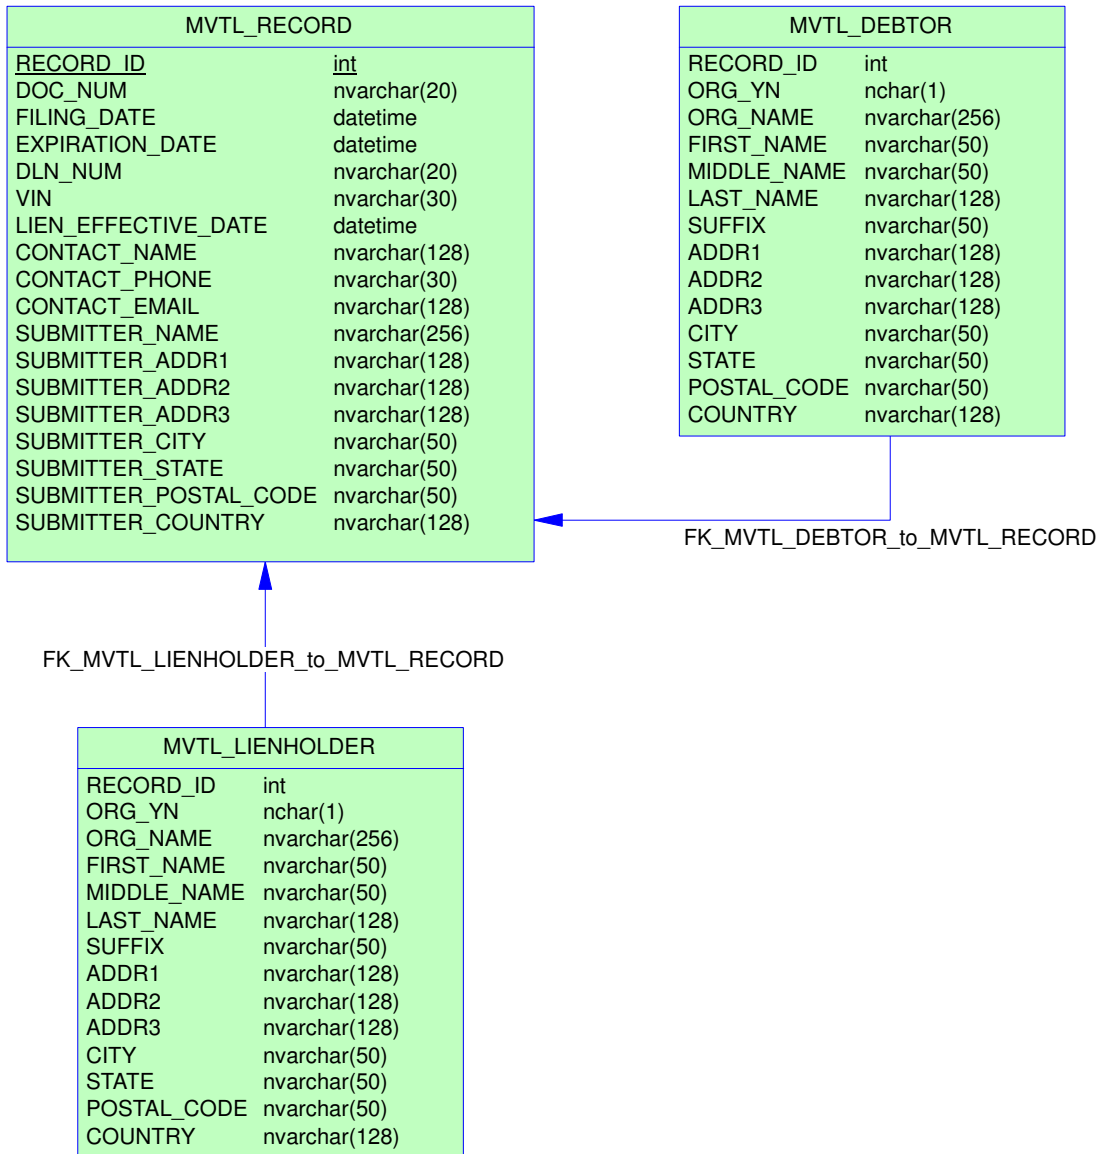 MVTL_RECORD
RECORD_ID int
DOC_NUM nvarchar(20)
FILING_DATE datetime
EXPIRATION_DATE datetime
DLN_NUM nvarchar(20)
VIN nvarchar(30)
LIEN_EFFECTIVE_DATE datetime
CONTACT_NAME nvarchar(128)
CONTACT_PHONE nvarchar(30)
CONTACT_EMAIL nvarchar(128)
SUBMITTER_NAME nvarchar(256)
SUBMITTER_ADDR1 nvarchar(128)
SUBMITTER_ADDR2 nvarchar(128)
SUBMITTER_ADDR3 nvarchar(128)
SUBMITTER_CITY nvarchar(50)
SUBMITTER_STATE nvarchar(50)
SUBMITTER_POSTAL_CODE nvarchar(50)
SUBMITTER_COUNTRY nvarchar(128)
MVTL_DEBTOR
RECORD_ID int
ORG_YN nchar(1)
ORG_NAME nvarchar(256)
FIRST_NAME nvarchar(50)
MIDDLE_NAME nvarchar(50)
LAST_NAME nvarchar(128)
SUFFIX nvarchar(50)
ADDR1 nvarchar(128)
ADDR2 nvarchar(128)
ADDR3 nvarchar(128)
CITY nvarchar(50)
STATE nvarchar(50)
POSTAL_CODE nvarchar(50)
COUNTRY nvarchar(128)
FK_MVTL_DEBTOR_to_MVTL_RECORD
FK_MVTL_LIENHOLDER_to_MVTL_RECORD
MVTL_LIENHOLDER
RECORD_ID int
ORG_YN nchar(1)
ORG_NAME nvarchar(256)
FIRST_NAME nvarchar(50)
MIDDLE_NAME nvarchar(50)
LAST_NAME nvarchar(128)
SUFFIX nvarchar(50)
ADDR1 nvarchar(128)
ADDR2 nvarchar(128)
ADDR3 nvarchar(128)
CITY nvarchar(50)
STATE nvarchar(50)
POSTAL_CODE nvarchar(50)
COUNTRY nvarchar(128)